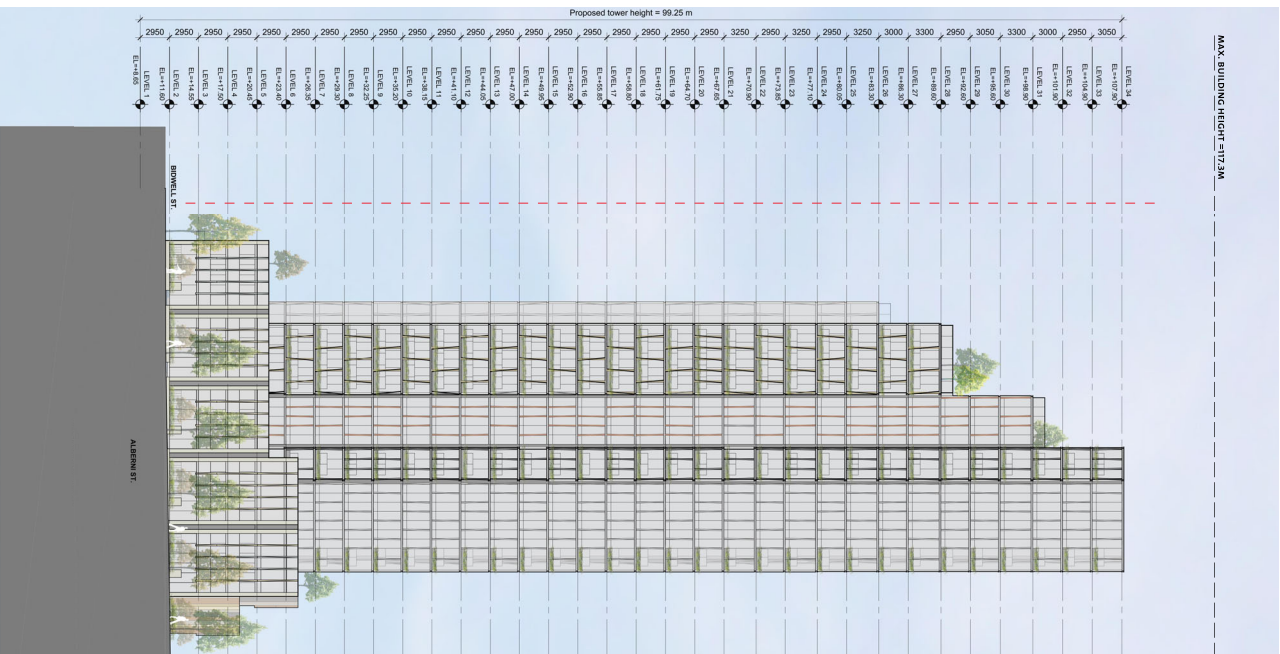 Proposed tower height = 99.25 m
2950 2950 2950 2950 2950 2950 2950 2950 2950 2950 2950 2950 2950 2950 2950 2950 2950 2950 2950 2950 3250 2950 3250 2950 3250 3000 3300 2950 3050 3300 3000 2950 3050
LEVEL 1
EL=+8.65
LEVEL 2
EL=+11.60
LEVEL 3
EL=+14.55
LEVEL 4
EL=+17.50
LEVEL 5
EL=+20.45
LEVEL 6
EL=+23.40
LEVEL 7
EL=+26.35
LEVEL 8
EL=+29.30
LEVEL 9
EL=+32.25
LEVEL 10
EL=+35.20
LEVEL 11
EL=+38.15
LEVEL 12
EL=+41.10
LEVEL 13
EL=+44.05
LEVEL 14
EL=+47.00
LEVEL 15
EL=+49.95
LEVEL 16
EL=+52.90
LEVEL 17
EL=+55.85
LEVEL 18
EL=+58.80
LEVEL 19
EL=+61.75
LEVEL 20
EL=+64.70
LEVEL 21
EL=+67.65
LEVEL 22
EL=+70.90
LEVEL 23
EL=+73.85
LEVEL 24
EL=+77.10
LEVEL 25
EL=+80.05
LEVEL 26
EL=+83.30
LEVEL 27
EL=+86.30
LEVEL 28
EL=+89.60
LEVEL 29
EL=+92.60
LEVEL 30
EL=+95.60
LEVEL 31
EL=+98.90
LEVEL 32
EL=+101.90
LEVEL 33
EL=+104.90
LEVEL 34
EL=+107.90
MAX. BUILDING HEIGHT =117.3M
BIDWELL ST.
ALBERNI ST.